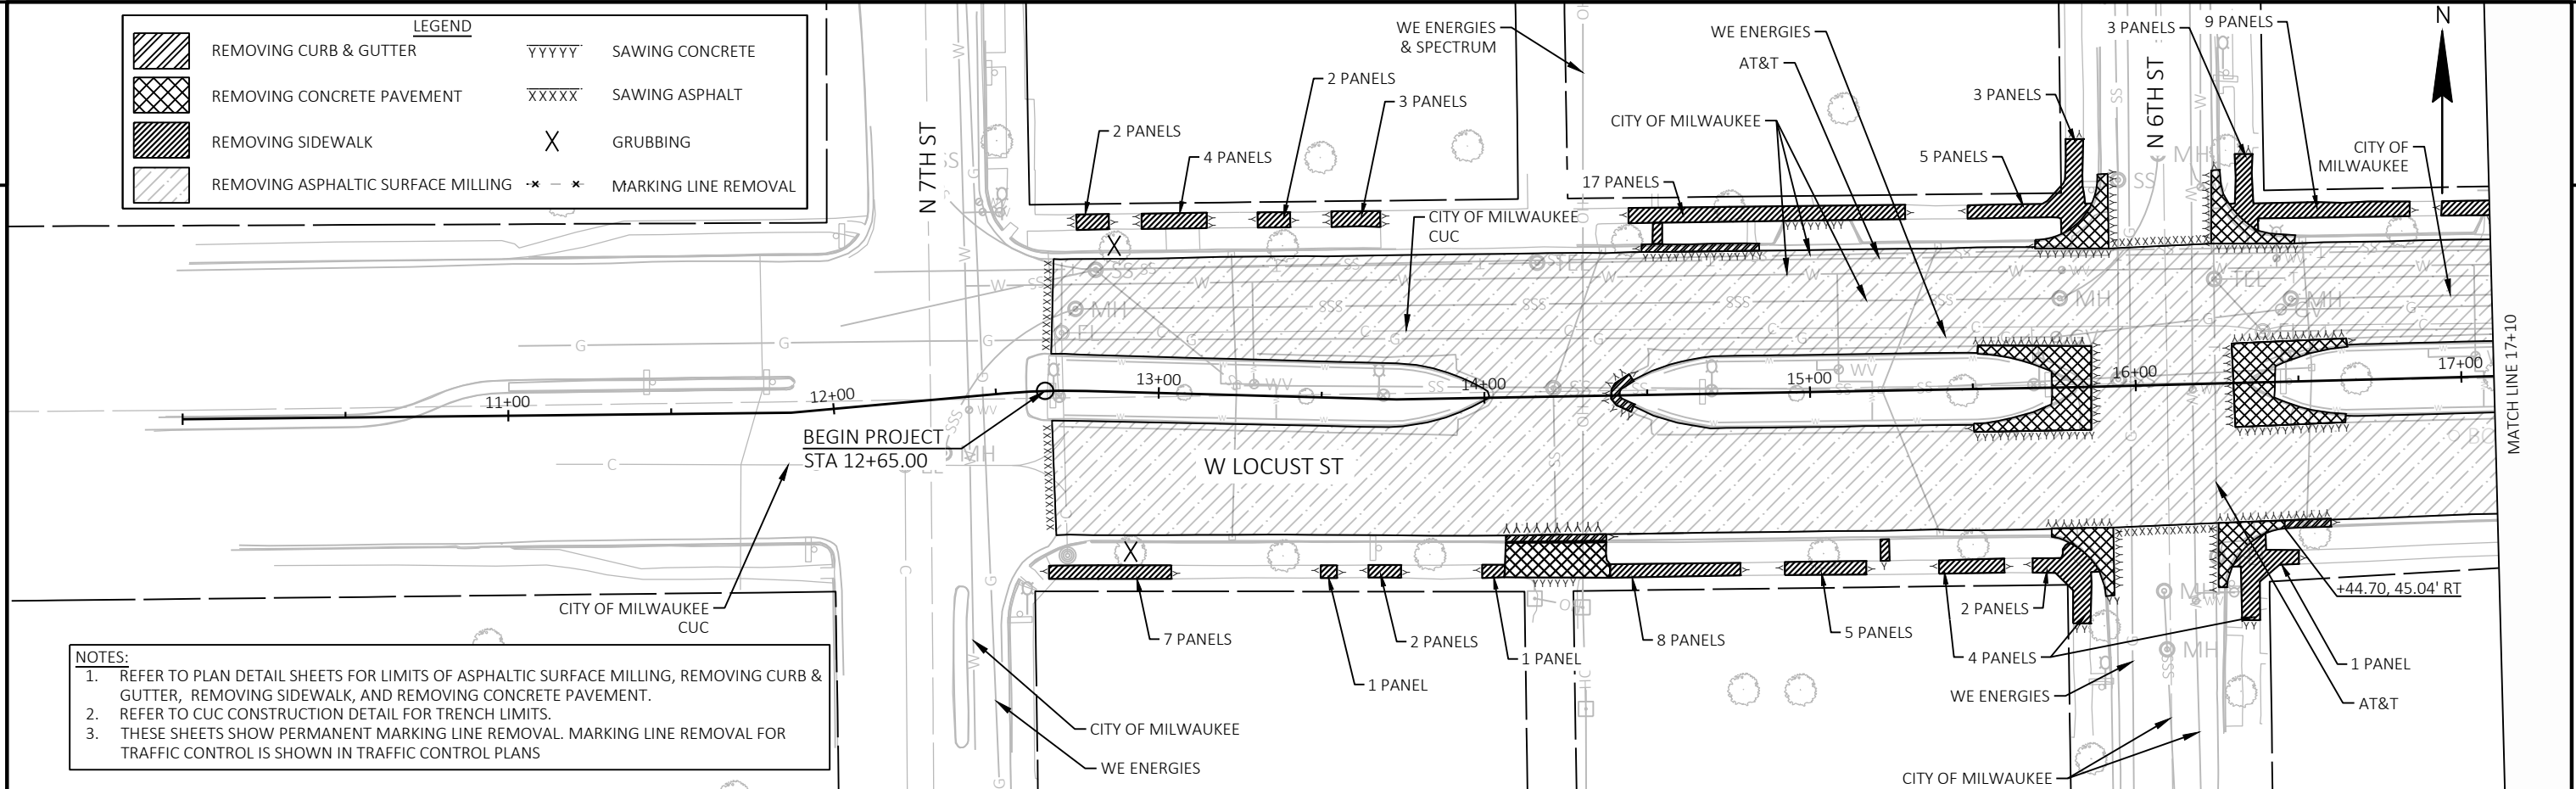 LEGEND
REMOVING CURB & GUTTER
YYYYY SAWING CONCRETE
REMOVING CONCRETE PAVEMENT
XXXXX SAWING ASPHALT
REMOVING SIDEWALK
X GRUBBING
REMOVING ASPHALTIC SURFACE MILLING
MARKING LINE REMOVAL
N 7TH ST
WE ENERGIES
& SPECTRUM
WE ENERGIES
AT&T
CITY OF MILWAUKEE
3 PANELS
9 PANELS
3 PANELS
N 6TH ST
N
CITY OF
MILWAUKEE
2 PANELS
3 PANELS
2 PANELS
4 PANELS
5 PANELS
17 PANELS
CITY OF MILWAUKEE
CUC
X
11+00
12+00
13+00
14+00
15+00
16+00
17+00
MATCH LINE 17+10
BEGIN PROJECT
STA 12+65.00
W LOCUST ST
X
CITY OF MILWAUKEE
CUC
7 PANELS
1 PANEL
2 PANELS
1 PANEL
8 PANELS
5 PANELS
2 PANELS
4 PANELS
+44.70, 45.04' RT
1 PANEL
AT&T
WE ENERGIES
CITY OF MILWAUKEE
CITY OF MILWAUKEE
WE ENERGIES
NOTES:
1. REFER TO PLAN DETAIL SHEETS FOR LIMITS OF ASPHALTIC SURFACE MILLING, REMOVING CURB &
GUTTER, REMOVING SIDEWALK, AND REMOVING CONCRETE PAVEMENT.
2. REFER TO CUC CONSTRUCTION DETAIL FOR TRENCH LIMITS.
3. THESE SHEETS SHOW PERMANENT MARKING LINE REMOVAL. MARKING LINE REMOVAL FOR
TRAFFIC CONTROL IS SHOWN IN TRAFFIC CONTROL PLANS